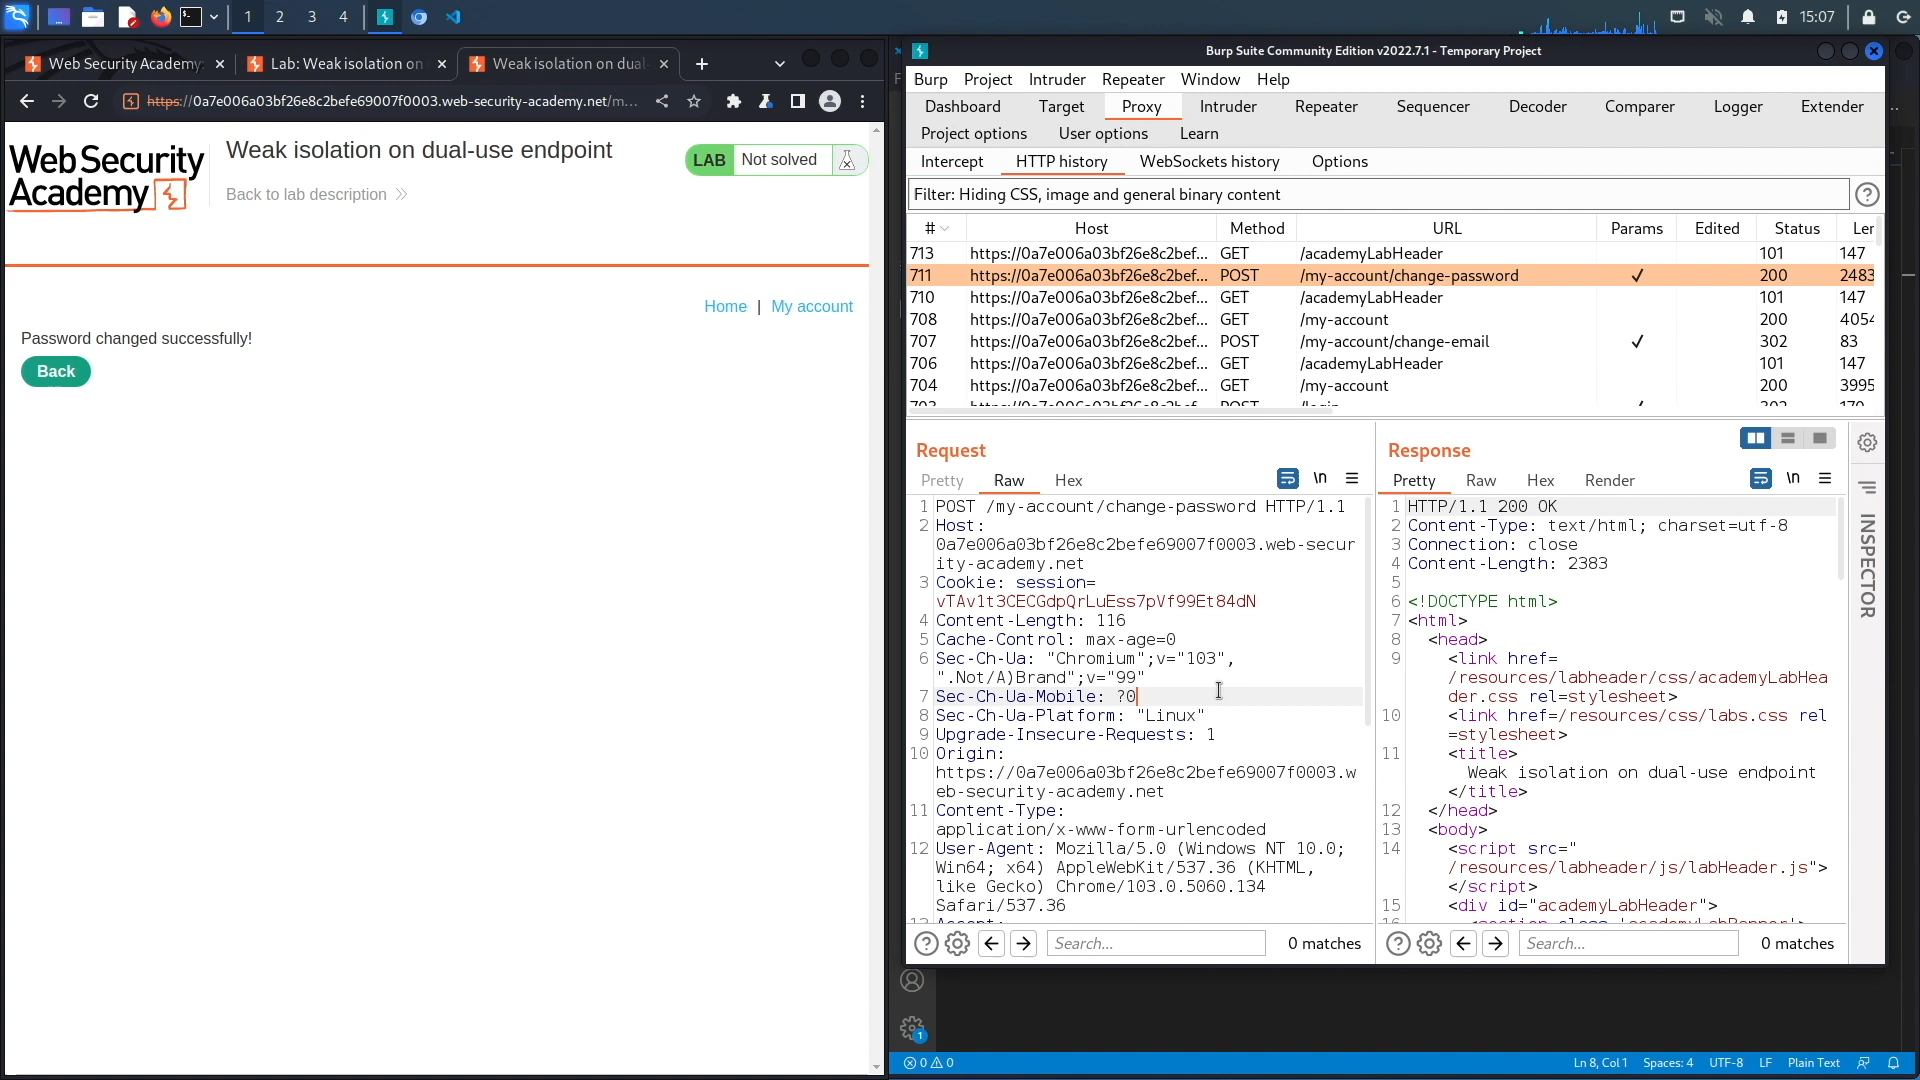 1 2 3 4
15:07
Web Security Academy:
Lab: Weak isolation on
Weak isolation on dual-
https://0a7e006a03bf26e8c2befe69007f0003.web-security-academy.net/m...
Web Security
Academy
Weak isolation on dual-use endpoint
Back to lab description
LAB Not solved
Home | My account
Password changed successfully!
Back
Burp Suite Community Edition v2022.7.1 - Temporary Project
Burp Project Intruder Repeater Window Help
Dashboard Target Proxy Intruder Repeater Sequencer Decoder Comparer Logger Extender
Project options User options Learn
Intercept HTTP history WebSockets history Options
Filter: Hiding CSS, image and general binary content
# Host Method URL Params Edited Status Ler
713 https://0a7e006a03bf26e8c2bef... GET /academyLabHeader 101 147
711 https://0a7e006a03bf26e8c2bef... POST /my-account/change-password ✓ 200 2483
710 https://0a7e006a03bf26e8c2bef... GET /academyLabHeader 101 147
708 https://0a7e006a03bf26e8c2bef... GET /my-account 200 4054
707 https://0a7e006a03bf26e8c2bef... POST /my-account/change-email ✓ 302 83
706 https://0a7e006a03bf26e8c2bef... GET /academyLabHeader 101 147
704 https://0a7e006a03bf26e8c2bef... GET /my-account 200 3995
Request
Pretty Raw Hex
\n
1 POST /my-account/change-password HTTP/1.1
2 Host:
0a7e006a03bf26e8c2befe69007f0003.web-secur
ity-academy.net
3 Cookie: session=
vTAv1t3CECGdpQrLuEss7pVf99Et84dN
4 Content-Length: 116
5 Cache-Control: max-age=0
6 Sec-Ch-Ua: "Chromium";v="103",
".Not/A)Brand";v="99"
7 Sec-Ch-Ua-Mobile: ?0
8 Sec-Ch-Ua-Platform: "Linux"
9 Upgrade-Insecure-Requests: 1
10 Origin:
https://0a7e006a03bf26e8c2befe69007f0003.w
eb-security-academy.net
11 Content-Type:
application/x-www-form-urlencoded
12 User-Agent: Mozilla/5.0 (Windows NT 10.0;
Win64; x64) AppleWebKit/537.36 (KHTML,
like Gecko) Chrome/103.0.5060.134
Safari/537.36
Search... 0 matches
Response
Pretty Raw Hex Render
\n
1 HTTP/1.1 200 OK
2 Content-Type: text/html; charset=utf-8
3 Connection: close
4 Content-Length: 2383
5
6 <!DOCTYPE html>
7 <html>
8 <head>
9 <link href=
/resources/labheader/css/academyLabHea
der.css rel=stylesheet>
10 <link href=/resources/css/labs.css rel
=stylesheet>
11 <title>
Weak isolation on dual-use endpoint
</title>
12 </head>
13 <body>
14 <script src="
/resources/labheader/js/labHeader.js">
</script>
15 <div id="academyLabHeader">
Search... 0 matches
INSPECTOR
1
0 0 Ln 8, Col 1 Spaces: 4 UTF-8 LF Plain Text